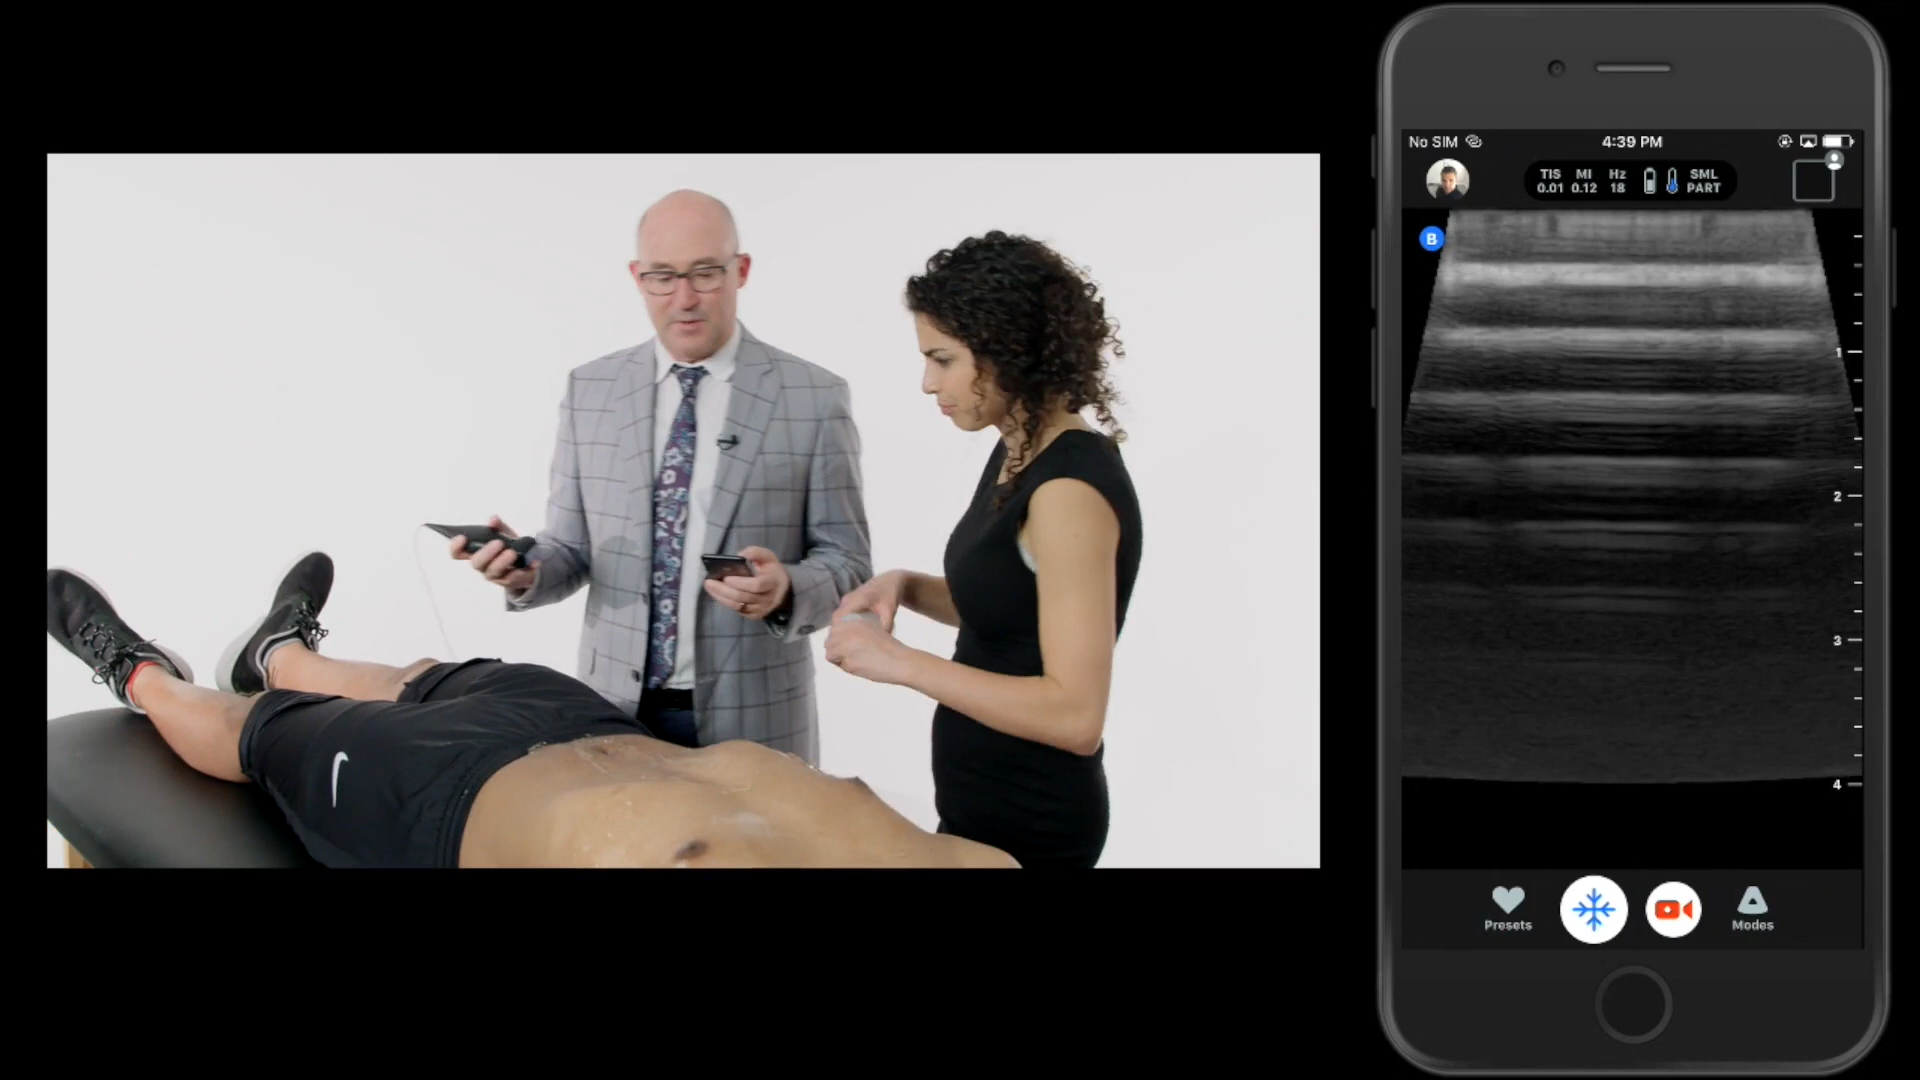 No SIM 4:39 PM
TIS MI Hz SML
0.01 0.12 18 PART
B
1
2
3
4
Presets Modes